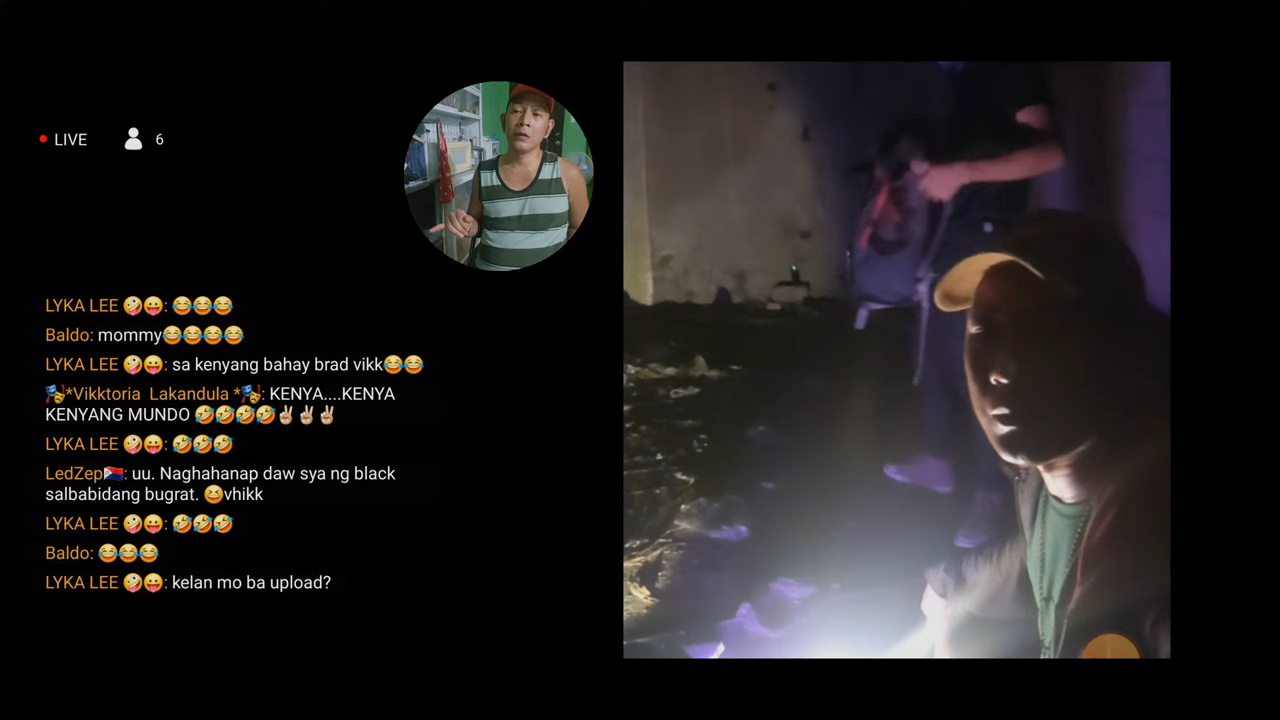 LIVE 6
LYKA LEE 🤪😛: 😂😂😂
Baldo: mommy😂😂😂😂
LYKA LEE 🤪😛: sa kenyang bahay brad vikk😂😂
🎭*Vikktoria Lakandula *🎭: KENYA....KENYA
KENYANG MUNDO 🤣🤣🤣🤣✌🏻✌🏻✌🏻
LYKA LEE 🤪😛: 🤣🤣🤣
LedZep🇵🇭: uu. Naghahanap daw sya ng black
salbabidang bugrat. 😆vhikk
LYKA LEE 🤪😛: 🤣🤣🤣
Baldo: 😂😂😂
LYKA LEE 🤪😛: kelan mo ba upload?